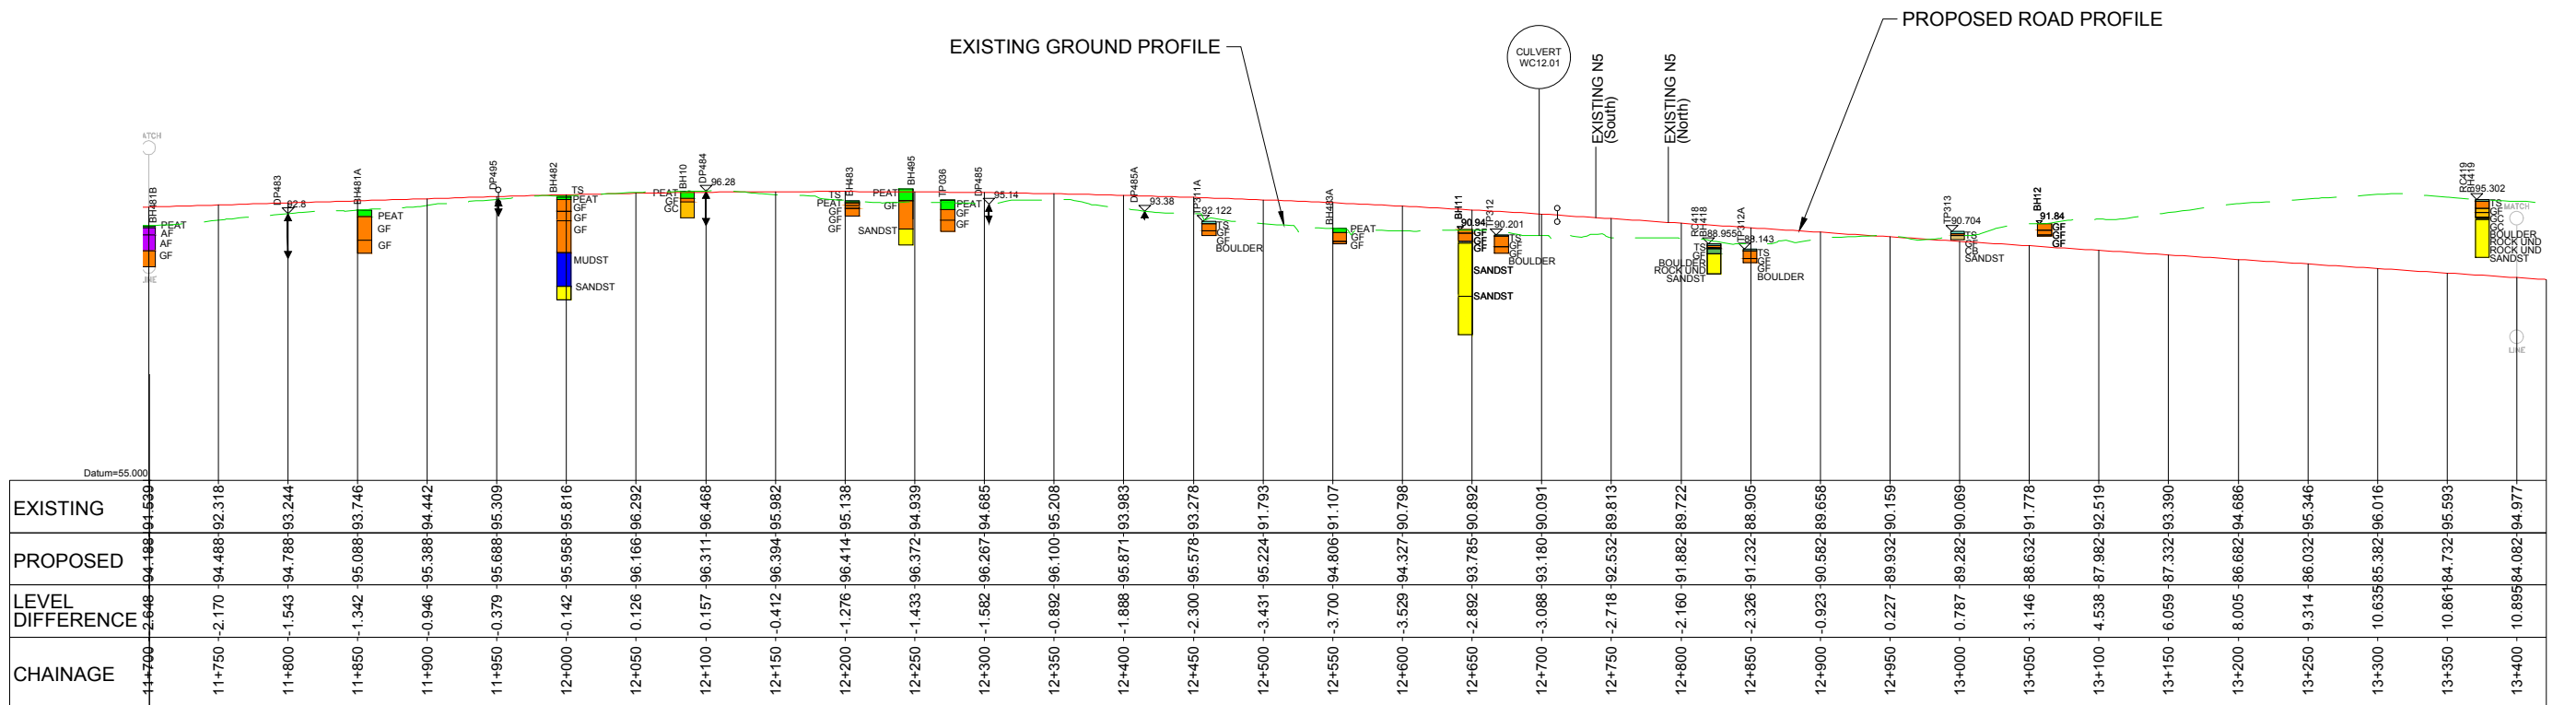 PROPOSED ROAD PROFILE
EXISTING GROUND PROFILE
CULVERT
WC12.01
EXISTING N5
(South)
EXISTING N5
(North)
BH481B
PEAT
AF
AF
GF
DP483
92.8
BH481A
PEAT
GF
GF
DP495
BH482
TS
PEAT
GF
GF
GF
MUDST
SANDST
BH10
PEAT
GF
GC
DP484
96.28
BH483
TS
PEAT
GF
GF
GF
BH495
PEAT
GF
SANDST
TP036
PEAT
GF
GF
DP485
95.14
DP485A
93.38
TP311A
92.122
TS
GF
GF
BOULDER
BH483A
PEAT
GF
GF
BH11
90.94
GF
GF
GF
SANDST
SANDST
TP312
90.201
TS
GF
BOULDER
RC418
BH418
88.955
TS
GF
BOULDER
ROCK UND
SANDST
88.143
TS
GF
GF
BOULDER
TP313
90.704
TS
GF
CB
SANDST
BH12
91.84
GF
GF
GF
RC419
BH419
95.302
TS
GF
GC
BOULDER
ROCK UND
ROCK UND
SANDST
MATCH
LINE
Datum=55.000
EXISTING 91.539 92.318 93.244 93.746 94.442 95.309 95.816 96.292 96.468 95.982 95.138 94.939 94.685 95.208 93.983 93.278 91.793 91.107 90.798 90.892 90.091 89.813 89.722 88.905 89.658 90.159 90.069 91.778 92.519 93.390 94.686 95.346 96.016 95.593 94.977
PROPOSED 94.188 94.488 94.788 95.088 95.388 95.688 95.958 96.166 96.311 96.394 96.414 96.372 96.267 96.100 95.871 95.578 95.224 94.806 94.327 93.785 93.180 92.532 91.882 91.232 90.582 89.932 89.282 88.632 87.982 87.332 86.682 86.032 85.382 84.732 84.082
LEVEL
DIFFERENCE -2.648 -2.170 -1.543 -1.342 -0.946 -0.379 -0.142 0.126 0.157 -0.412 -1.276 -1.433 -1.582 -0.892 -1.888 -2.300 -3.431 -3.700 -3.529 -2.892 -3.088 -2.718 -2.160 -2.326 -0.923 0.227 0.787 3.146 4.538 6.059 8.005 9.314 10.635 10.861 10.895
CHAINAGE 11+700 11+750 11+800 11+850 11+900 11+950 12+000 12+050 12+100 12+150 12+200 12+250 12+300 12+350 12+400 12+450 12+500 12+550 12+600 12+650 12+700 12+750 12+800 12+850 12+900 12+950 13+000 13+050 13+100 13+150 13+200 13+250 13+300 13+350 13+400